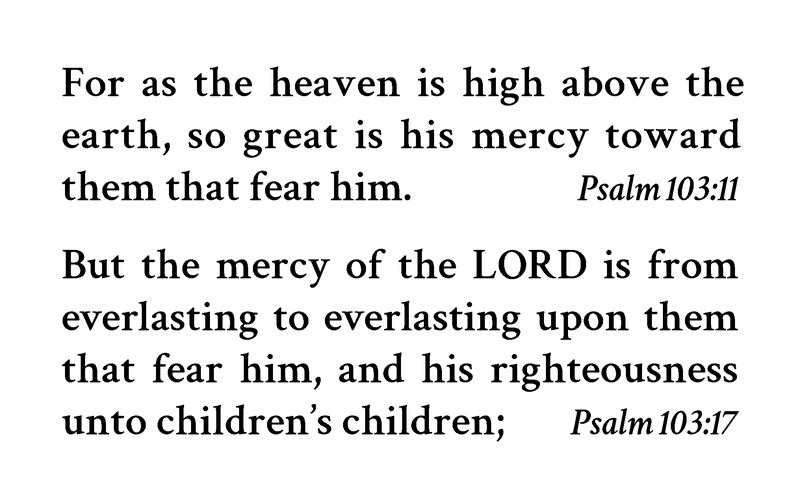 For as the heaven is high above the
earth, so great is his mercy toward
them that fear him. Psalm 103:11
But the mercy of the LORD is from
everlasting to everlasting upon them
that fear him, and his righteousness
unto children’s children; Psalm 103:17